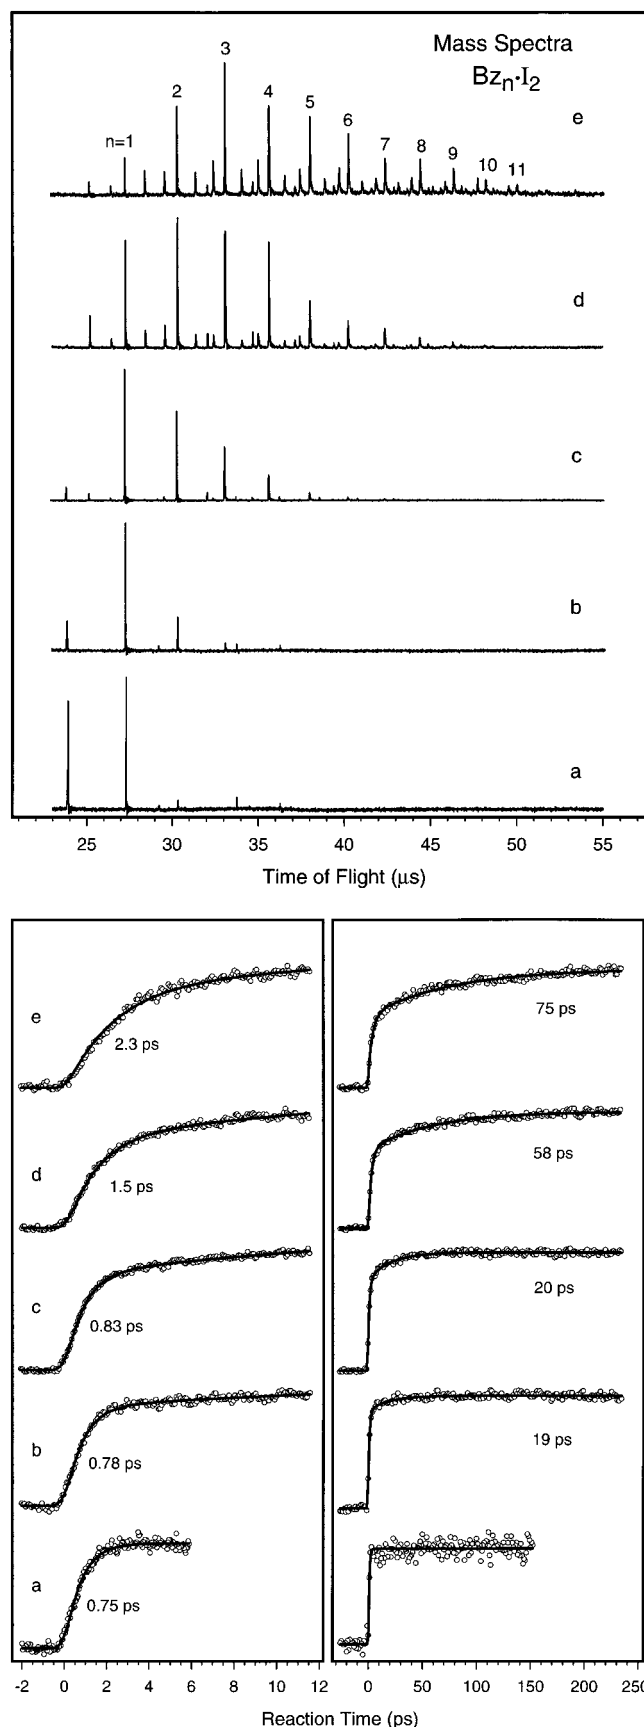 Mass Spectra
Bzn·I2
e
n=1 2 3 4 5 6 7 8 9 10 11
d
c
b
a
25 30 35 40 45 50 55
Time of Flight (μs)
e
2.3 ps
75 ps
d
1.5 ps
58 ps
c
0.83 ps
20 ps
b
0.78 ps
19 ps
a
0.75 ps
-2 0 2 4 6 8 10 12
0 50 100 150 200 250
Reaction Time (ps)